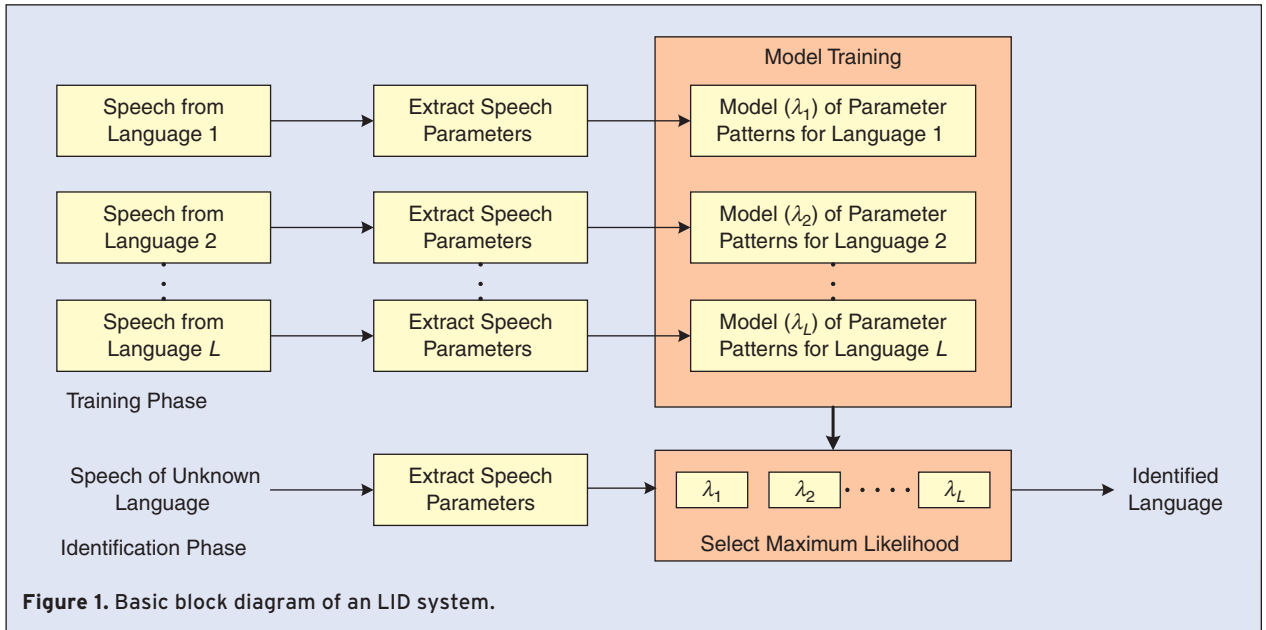 Model Training
Speech from
Language 1
Extract Speech
Parameters
Model (λ₁) of Parameter
Patterns for Language 1
Speech from
Language 2
Extract Speech
Parameters
Model (λ₂) of Parameter
Patterns for Language 2
Speech from
Language L
Extract Speech
Parameters
Model (λL) of Parameter
Patterns for Language L
Training Phase
Speech of Unknown
Language
Extract Speech
Parameters
λ₁
λ₂
λL
Select Maximum Likelihood
Identified
Language
Identification Phase
Figure 1. Basic block diagram of an LID system.